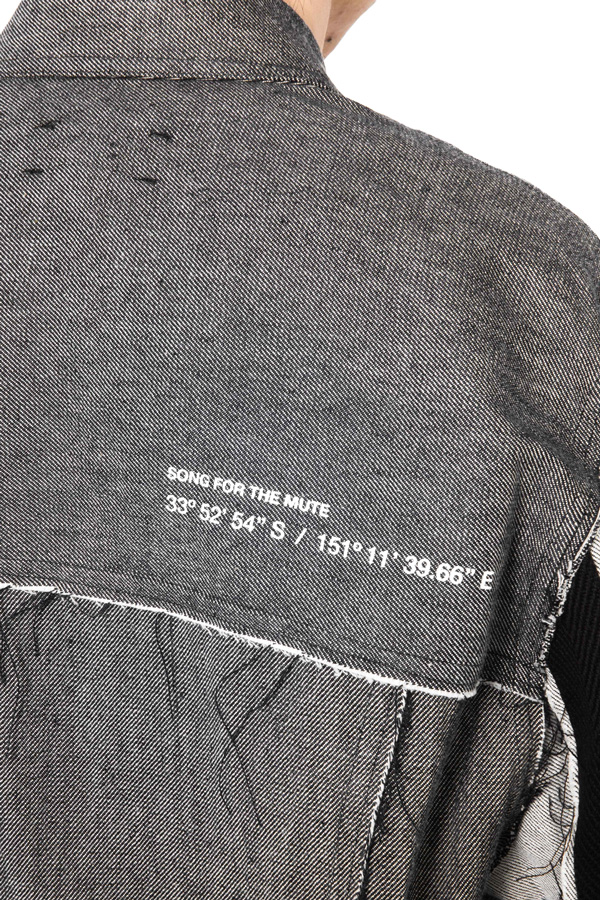 SONG FOR THE MUTE
33° 52' 54" S / 151° 11' 39.66" E